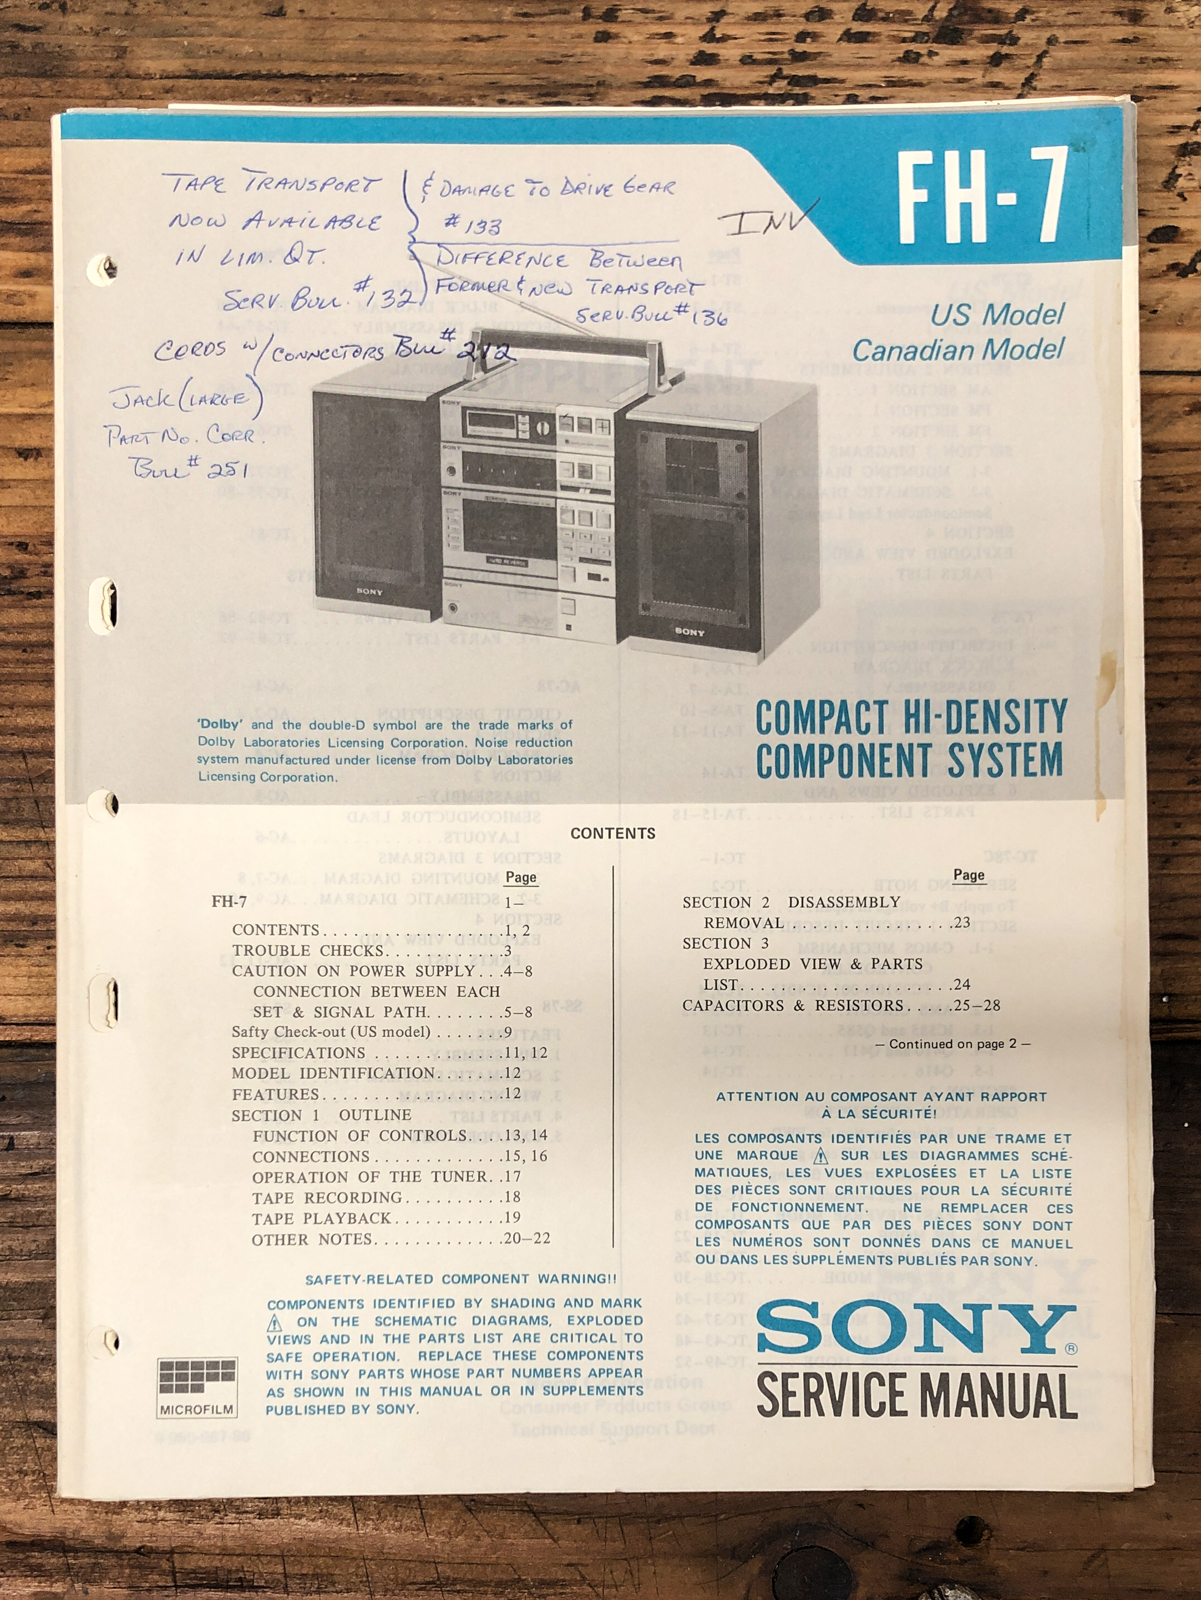 FH-7
TAPE TRANSPORT
NOW AVAILABLE
IN LIM. QT.
SERV. BULL. #132
& DAMAGE TO DRIVE GEAR
#133
DIFFERENCE BETWEEN
FORMER & NEW TRANSPORT
SERV. BULL #136
INV
CORDS W/ CONNECTORS BULL #212
JACK (LARGE)
PART NO. CORR.
BULL #251
US Model
Canadian Model
SONY
SONY
SONY
SONY
SONY
SONY
'Dolby' and the double-D symbol are the trade marks of
Dolby Laboratories Licensing Corporation. Noise reduction
system manufactured under license from Dolby Laboratories
Licensing Corporation.
COMPACT HI-DENSITY
COMPONENT SYSTEM
CONTENTS
Page
FH-7 1–
CONTENTS..................1, 2
TROUBLE CHECKS............3
CAUTION ON POWER SUPPLY...4–8
CONNECTION BETWEEN EACH
SET & SIGNAL PATH........5–8
Safty Check-out (US model) .......9
SPECIFICATIONS ............11, 12
MODEL IDENTIFICATION.......12
FEATURES..................12
SECTION 1 OUTLINE
FUNCTION OF CONTROLS....13, 14
CONNECTIONS .............15, 16
OPERATION OF THE TUNER..17
TAPE RECORDING..........18
TAPE PLAYBACK...........19
OTHER NOTES.............20–22
Page
SECTION 2 DISASSEMBLY
REMOVAL ................23
SECTION 3
EXPLODED VIEW & PARTS
LIST.....................24
CAPACITORS & RESISTORS.....25–28
— Continued on page 2 —
SAFETY-RELATED COMPONENT WARNING!!
COMPONENTS IDENTIFIED BY SHADING AND MARK
⚠ ON THE SCHEMATIC DIAGRAMS, EXPLODED
VIEWS AND IN THE PARTS LIST ARE CRITICAL TO
SAFE OPERATION. REPLACE THESE COMPONENTS
WITH SONY PARTS WHOSE PART NUMBERS APPEAR
AS SHOWN IN THIS MANUAL OR IN SUPPLEMENTS
PUBLISHED BY SONY.
MICROFILM
ATTENTION AU COMPOSANT AYANT RAPPORT
À LA SÉCURITÉ!
LES COMPOSANTS IDENTIFIÉS PAR UNE TRAME ET
UNE MARQUE ⚠ SUR LES DIAGRAMMES SCHÉ-
MATIQUES, LES VUES EXPLOSÉES ET LA LISTE
DES PIÈCES SONT CRITIQUES POUR LA SÉCURITÉ
DE FONCTIONNEMENT. NE REMPLACER CES
COMPOSANTS QUE PAR DES PIÈCES SONY DONT
LES NUMÉROS SONT DONNÉS DANS CE MANUEL
OU DANS LES SUPPLÉMENTS PUBLIÉS PAR SONY.
SONY®
SERVICE MANUAL